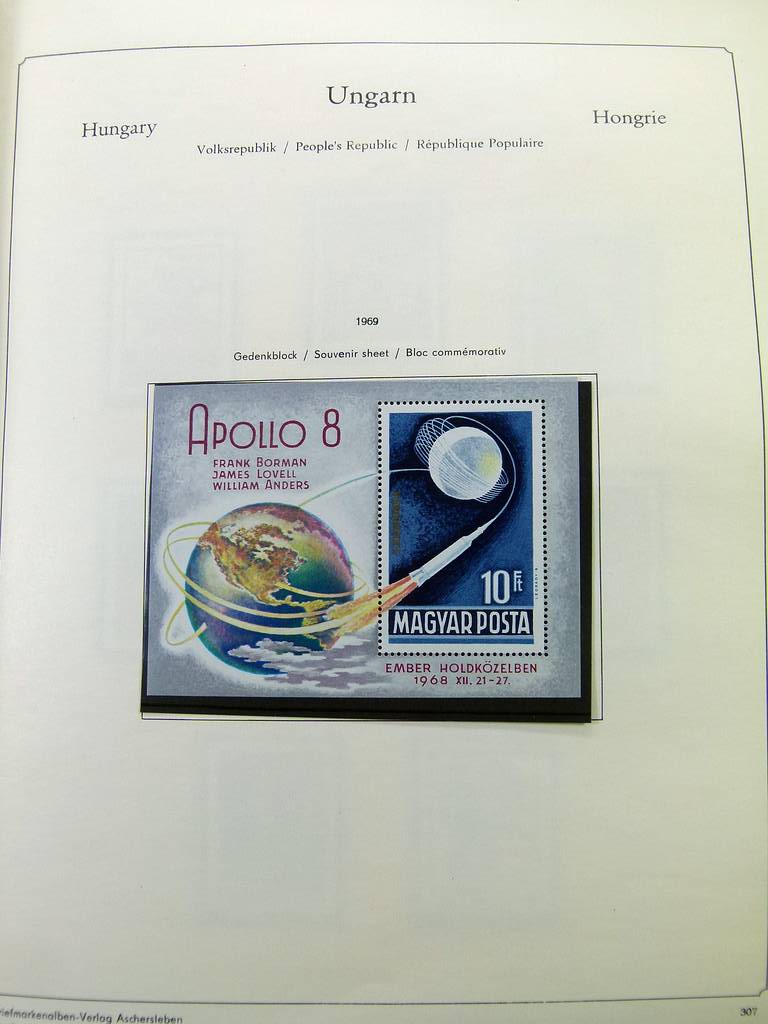 Ungarn
Hungary
Hongrie
Volksrepublik / People's Republic / République Populaire
1969
Gedenkblock / Souvenir sheet / Bloc commémorativ
APOLLO 8
FRANK BORMAN
JAMES LOVELL
WILLIAM ANDERS
10 Ft
MAGYAR POSTA
EMBER HOLDKÖZELBEN
1968 XII. 21-27.
riefmarkenalben-Verlag Aschersleben
307